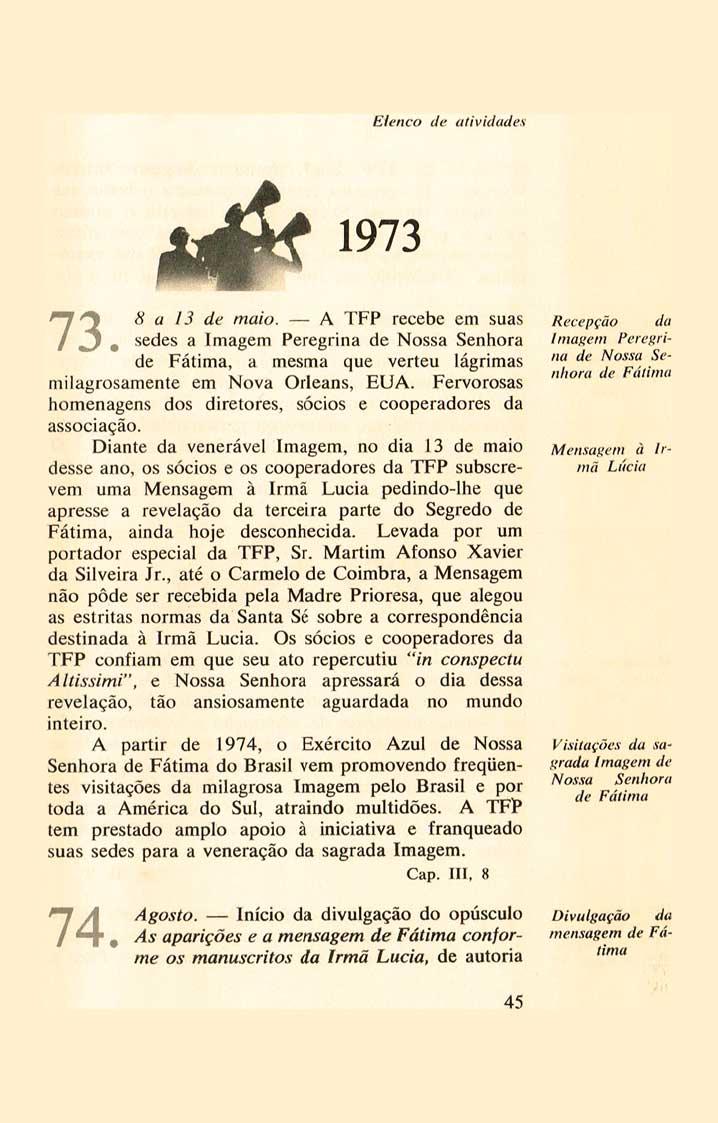 Elenco de atividades
1973
73. 8 a 13 de maio. — A TFP recebe em suas
sedes a Imagem Peregrina de Nossa Senhora
de Fátima, a mesma que verteu lágrimas
milagrosamente em Nova Orleans, EUA. Fervorosas
homenagens dos diretores, sócios e cooperadores da
associação.
Recepção da
Imagem Peregri-
na de Nossa Se-
nhora de Fátima
Diante da venerável Imagem, no dia 13 de maio
desse ano, os sócios e os cooperadores da TFP subscre-
vem uma Mensagem à Irmã Lucia pedindo-lhe que
apresse a revelação da terceira parte do Segredo de
Fátima, ainda hoje desconhecida. Levada por um
portador especial da TFP, Sr. Martim Afonso Xavier
da Silveira Jr., até o Carmelo de Coimbra, a Mensagem
não pôde ser recebida pela Madre Prioresa, que alegou
as estritas normas da Santa Sé sobre a correspondência
destinada à Irmã Lucia. Os sócios e cooperadores da
TFP confiam em que seu ato repercutiu "in conspectu
Altissimi", e Nossa Senhora apressará o dia dessa
revelação, tão ansiosamente aguardada no mundo
inteiro.
Mensagem à Ir-
mã Lúcia
A partir de 1974, o Exército Azul de Nossa
Senhora de Fátima do Brasil vem promovendo freqüen-
tes visitações da milagrosa Imagem pelo Brasil e por
toda a América do Sul, atraindo multidões. A TFP
tem prestado amplo apoio à iniciativa e franqueado
suas sedes para a veneração da sagrada Imagem.
Cap. III, 8
Visitações da sa-
grada Imagem de
Nossa Senhora
de Fátima
74. Agosto. — Início da divulgação do opúsculo
As aparições e a mensagem de Fátima confor-
me os manuscritos da Irmã Lucia, de autoria
Divulgação da
mensagem de Fá-
tima
45